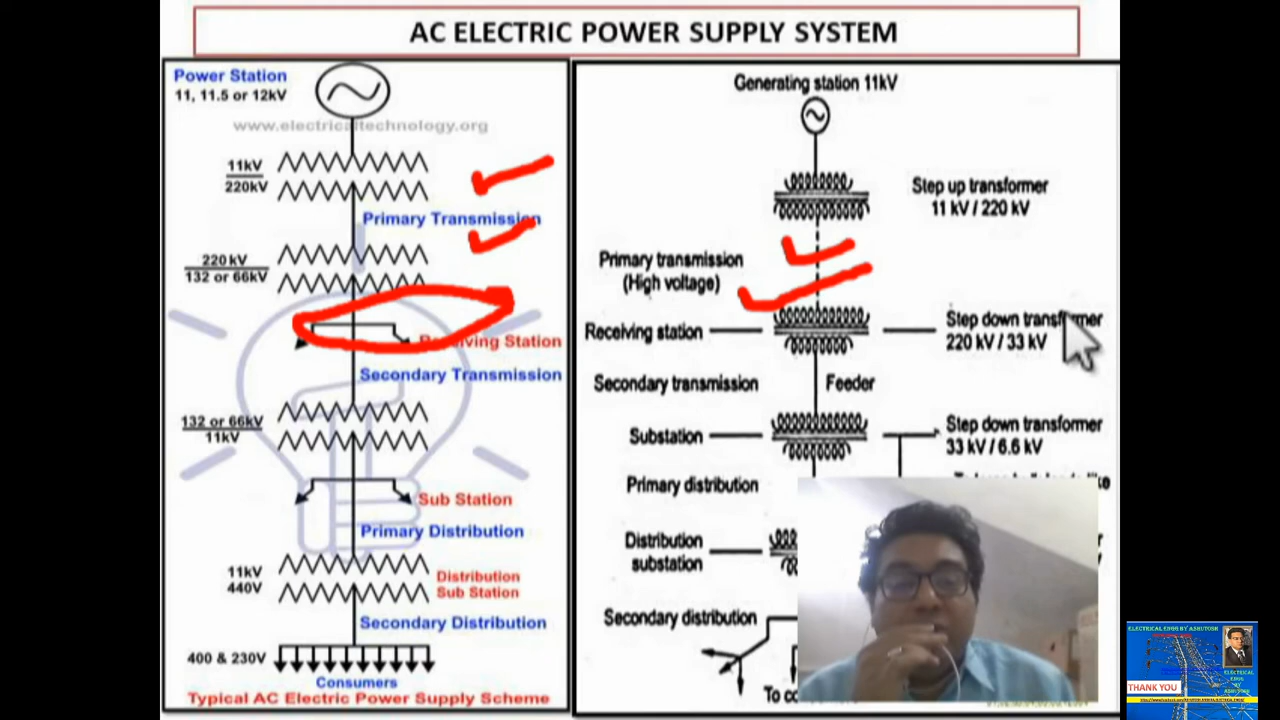 AC ELECTRIC POWER SUPPLY SYSTEM
Power Station
11, 11.5 or 12kV
www.electricaltechnology.org
11kV
220kV
Primary Transmission
220kV
132 or 66kV
Receiving Station
Secondary Transmission
132 or 66kV
11kV
Sub Station
Primary Distribution
11kV
440V
Distribution
Sub Station
Secondary Distribution
400 & 230V
Consumers
Typical AC Electric Power Supply Scheme
Generating station 11kV
Step up transformer
11 kV / 220 kV
Primary transmission
(High voltage)
Receiving station
Step down transformer
220 kV / 33 kV
Secondary transmission
Feeder
Substation
Step down transformer
33 kV / 6.6 kV
Primary distribution
Distribution
substation
Secondary distribution
To
ELECTRICAL ENGG BY ASHUTOSH
ELECTRICAL
ENGG
BY
THANK YOU